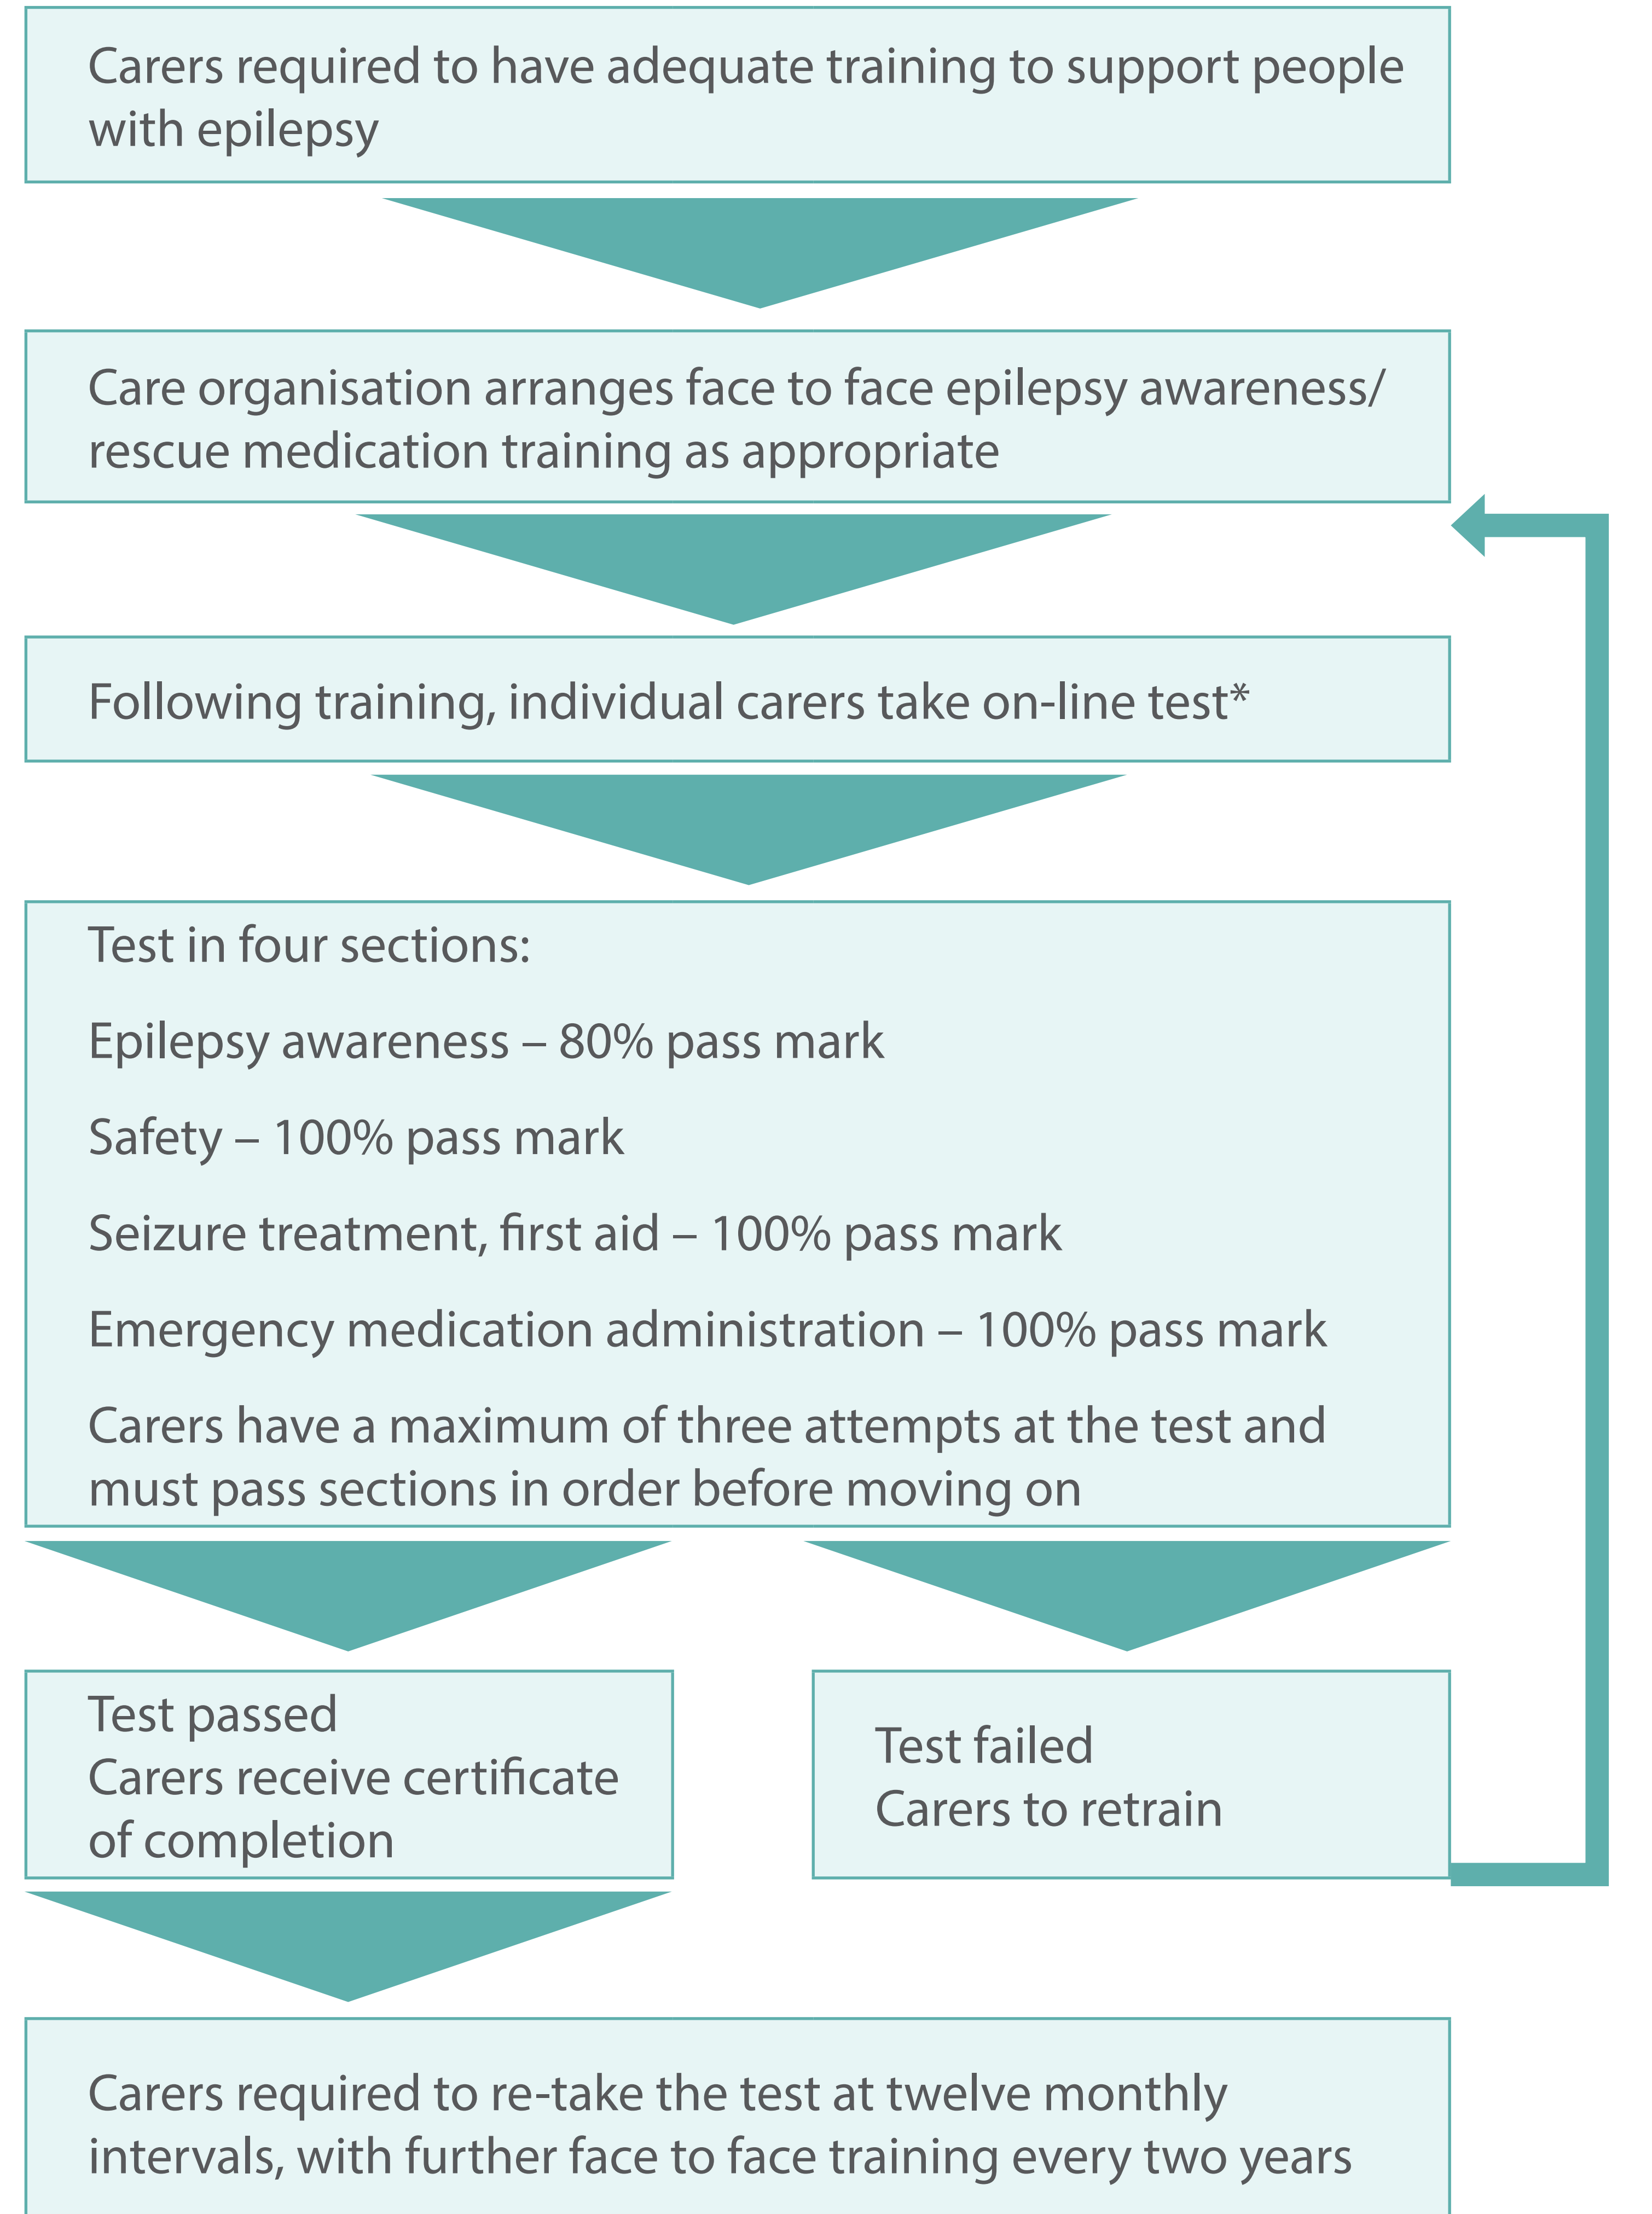 Carers required to have adequate training to support people
with epilepsy
Care organisation arranges face to face epilepsy awareness/
rescue medication training as appropriate
Following training, individual carers take on-line test*
Test in four sections:
Epilepsy awareness – 80% pass mark
Safety – 100% pass mark
Seizure treatment, first aid – 100% pass mark
Emergency medication administration – 100% pass mark
Carers have a maximum of three attempts at the test and
must pass sections in order before moving on
Test passed
Carers receive certificate
of completion
Test failed
Carers to retrain
Carers required to re-take the test at twelve monthly
intervals, with further face to face training every two years